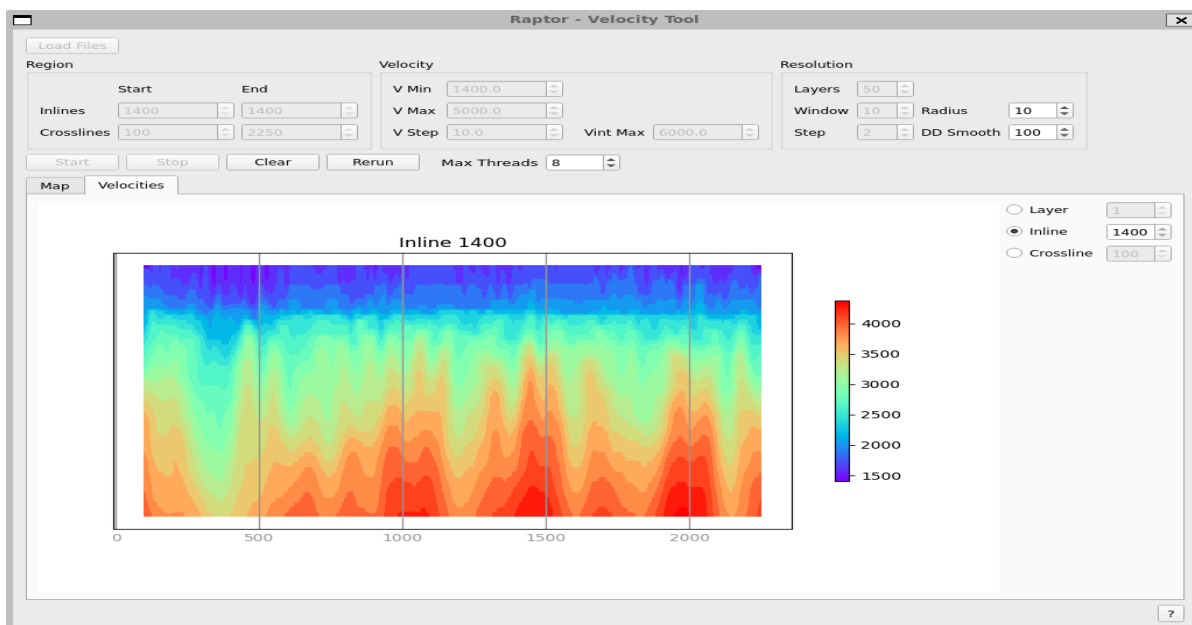 Raptor - Velocity Tool
Load Files
Region
Velocity
Resolution
Start End
V Min 1400.0
Layers 50
Inlines 1400 1400
V Max 5000.0
Window 10 Radius 10
Crosslines 100 2250
V Step 10.0 Vint Max 6000.0
Step 2 DD Smooth 100
Start Stop Clear Rerun Max Threads 8
Map Velocities
Layer 1
Inline 1400
Crossline 100
Inline 1400
4000
3500
3000
2500
2000
1500
0 500 1000 1500 2000
?